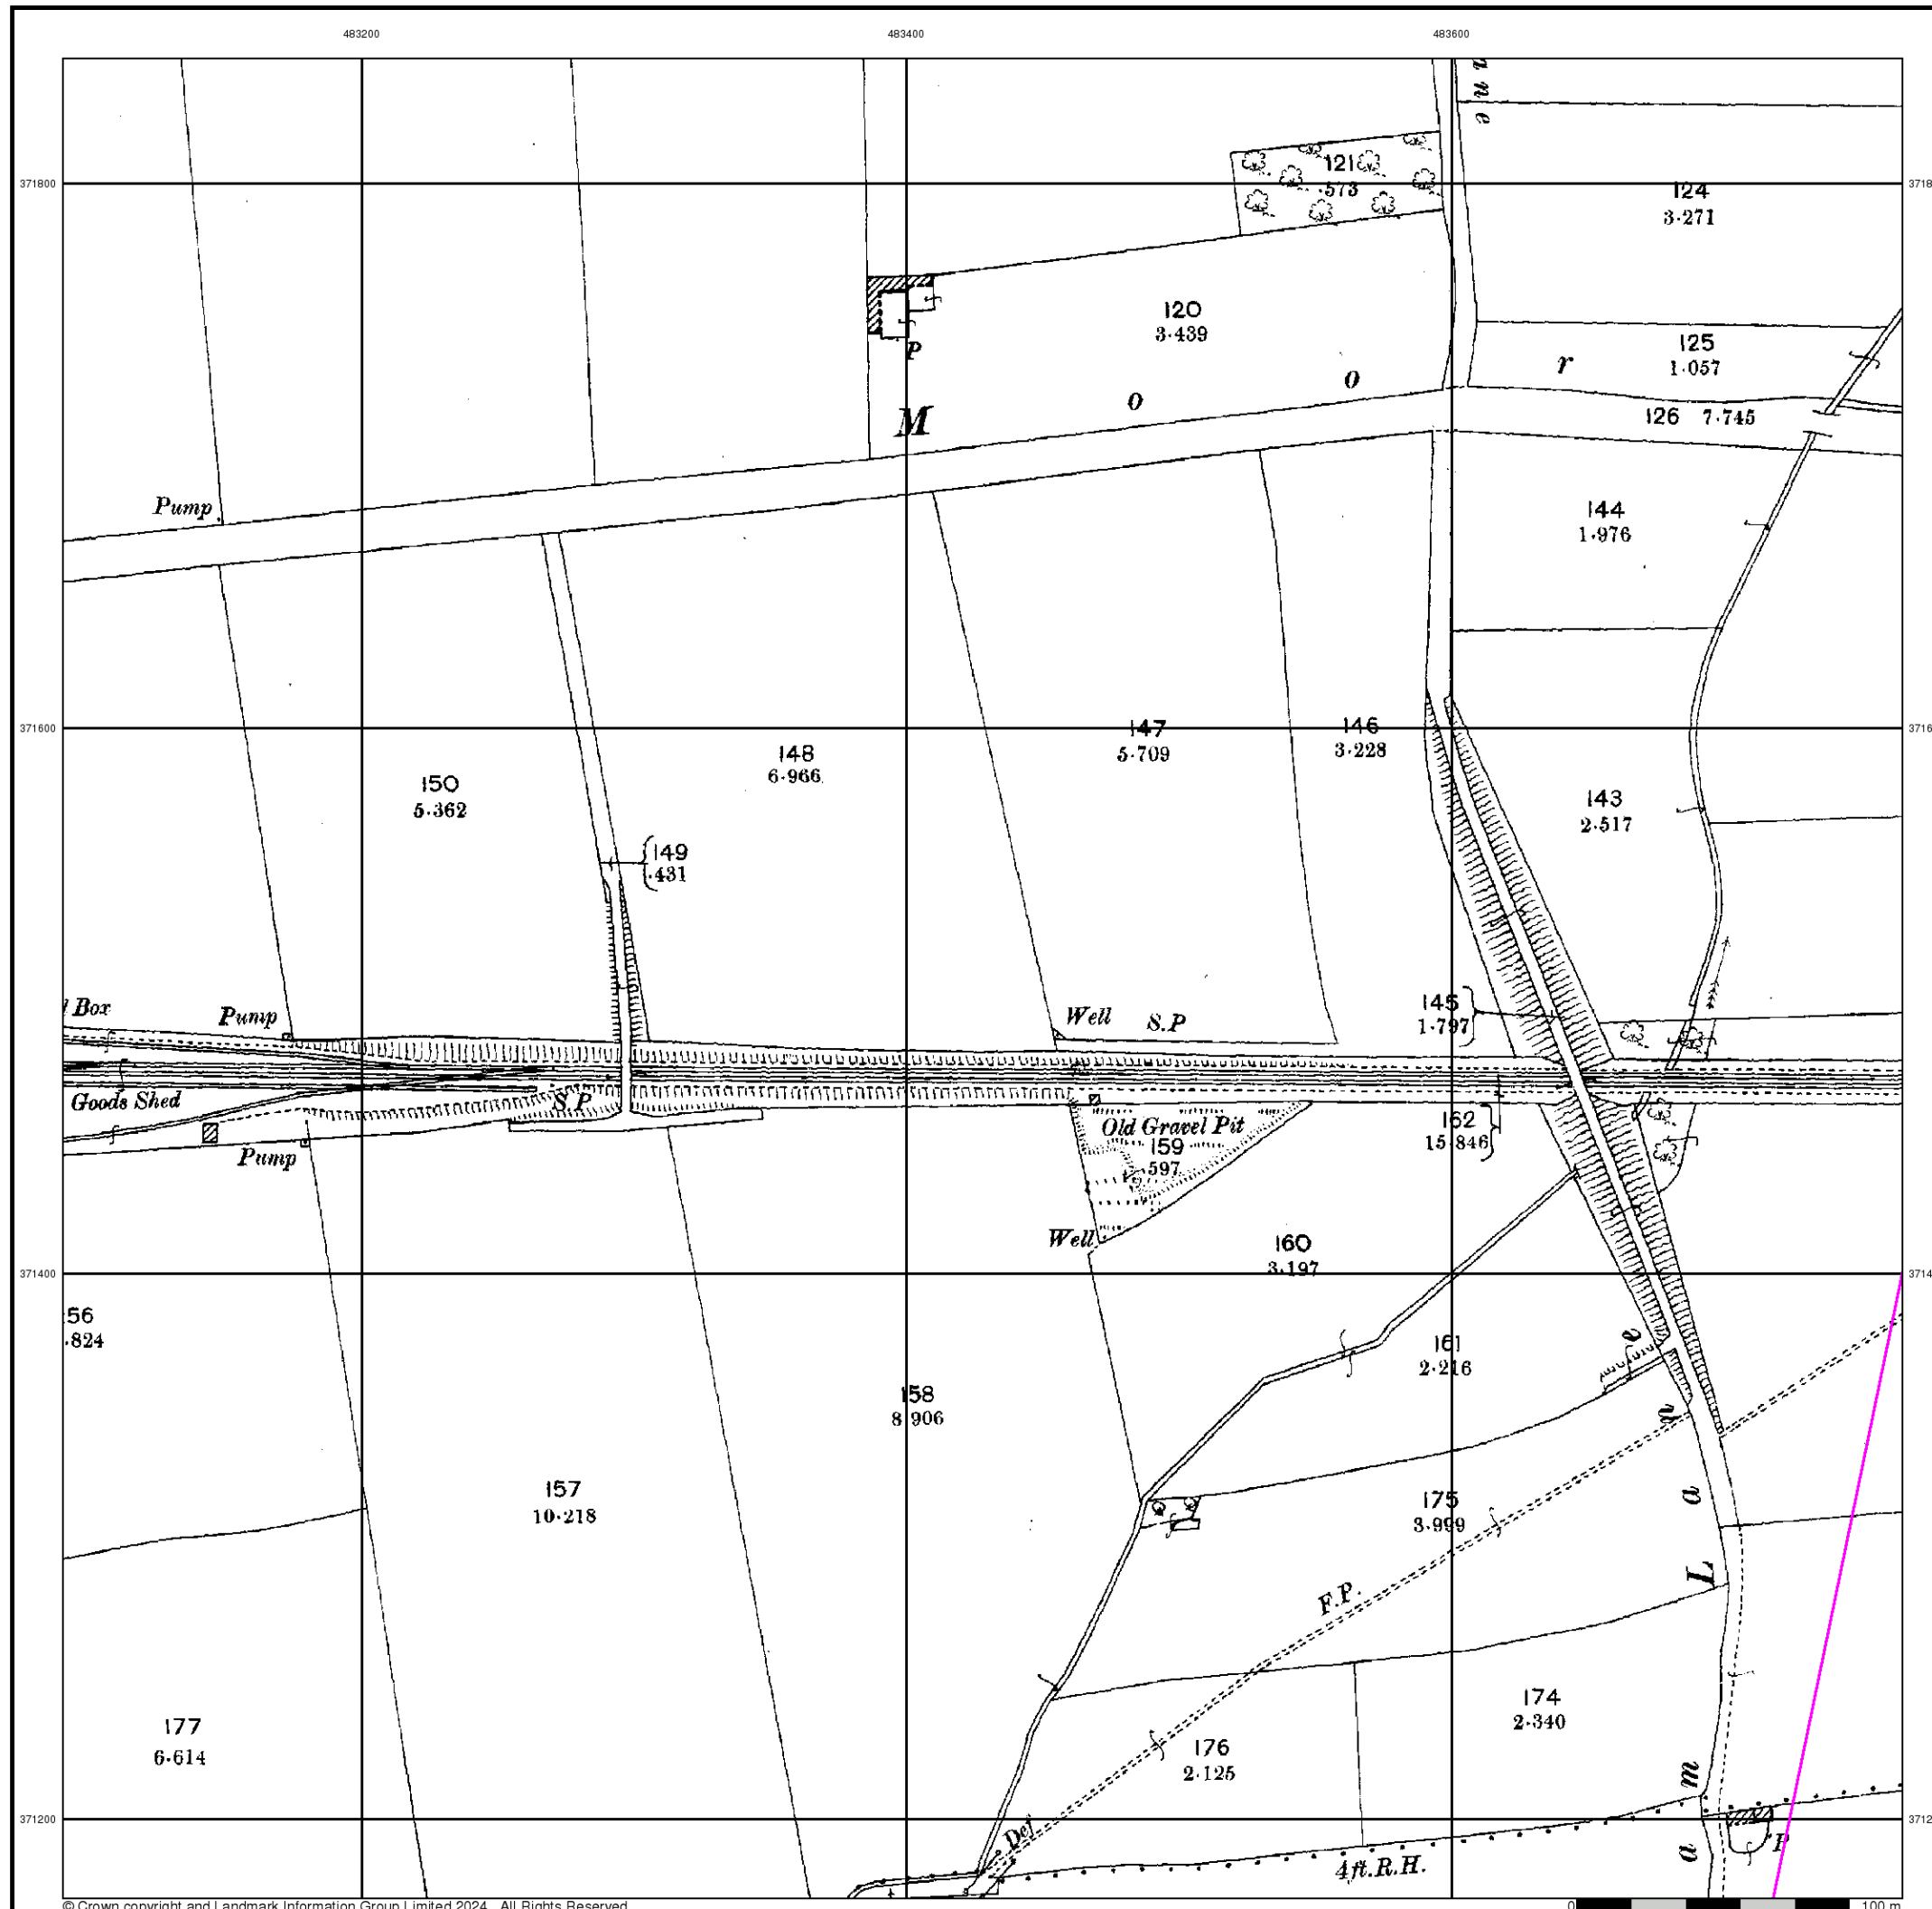 483200
483400
483600
371800
ane
121
.573
124
3.271
120
3.439
P
125
1.057
M o o r
126 7.745
Pump
144
1.976
371600
150
5.362
148
6.966
147
5.709
146
3.228
143
2.517
149
.431
Box
Pump
Well
S.P
145
1.797
Goods Shed
S.P
Pump
Old Gravel Pit
159
.597
162
15.846
Well
160
3.197
371400
56
.824
161
2.216
158
8.906
157
10.218
175
3.999
F.P.
L a n e
177
6.614
176
2.125
174
2.340
371200
Def
4ft.R.H.
a m
P
© Crown copyright and Landmark Information Group Limited 2024. All Rights Reserved
0
100 m